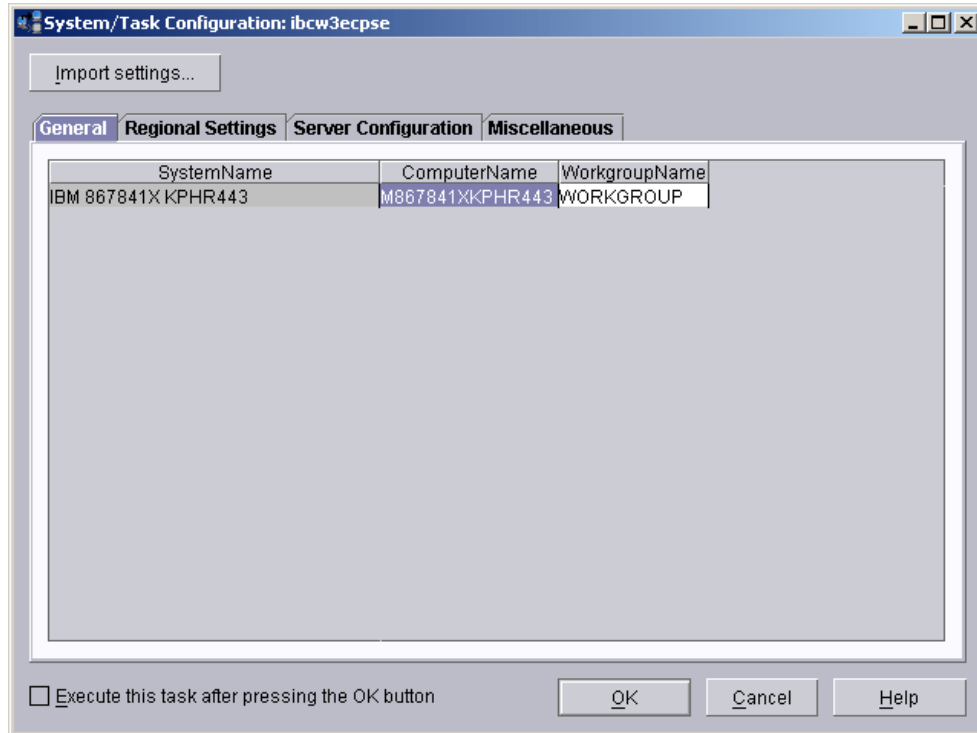 System/Task Configuration: ibcw3ecpse
Import settings...
General Regional Settings Server Configuration Miscellaneous
SystemName ComputerName WorkgroupName
IBM 867841X KPHR443 M867841XKPHR443 WORKGROUP
Execute this task after pressing the OK button OK Cancel Help